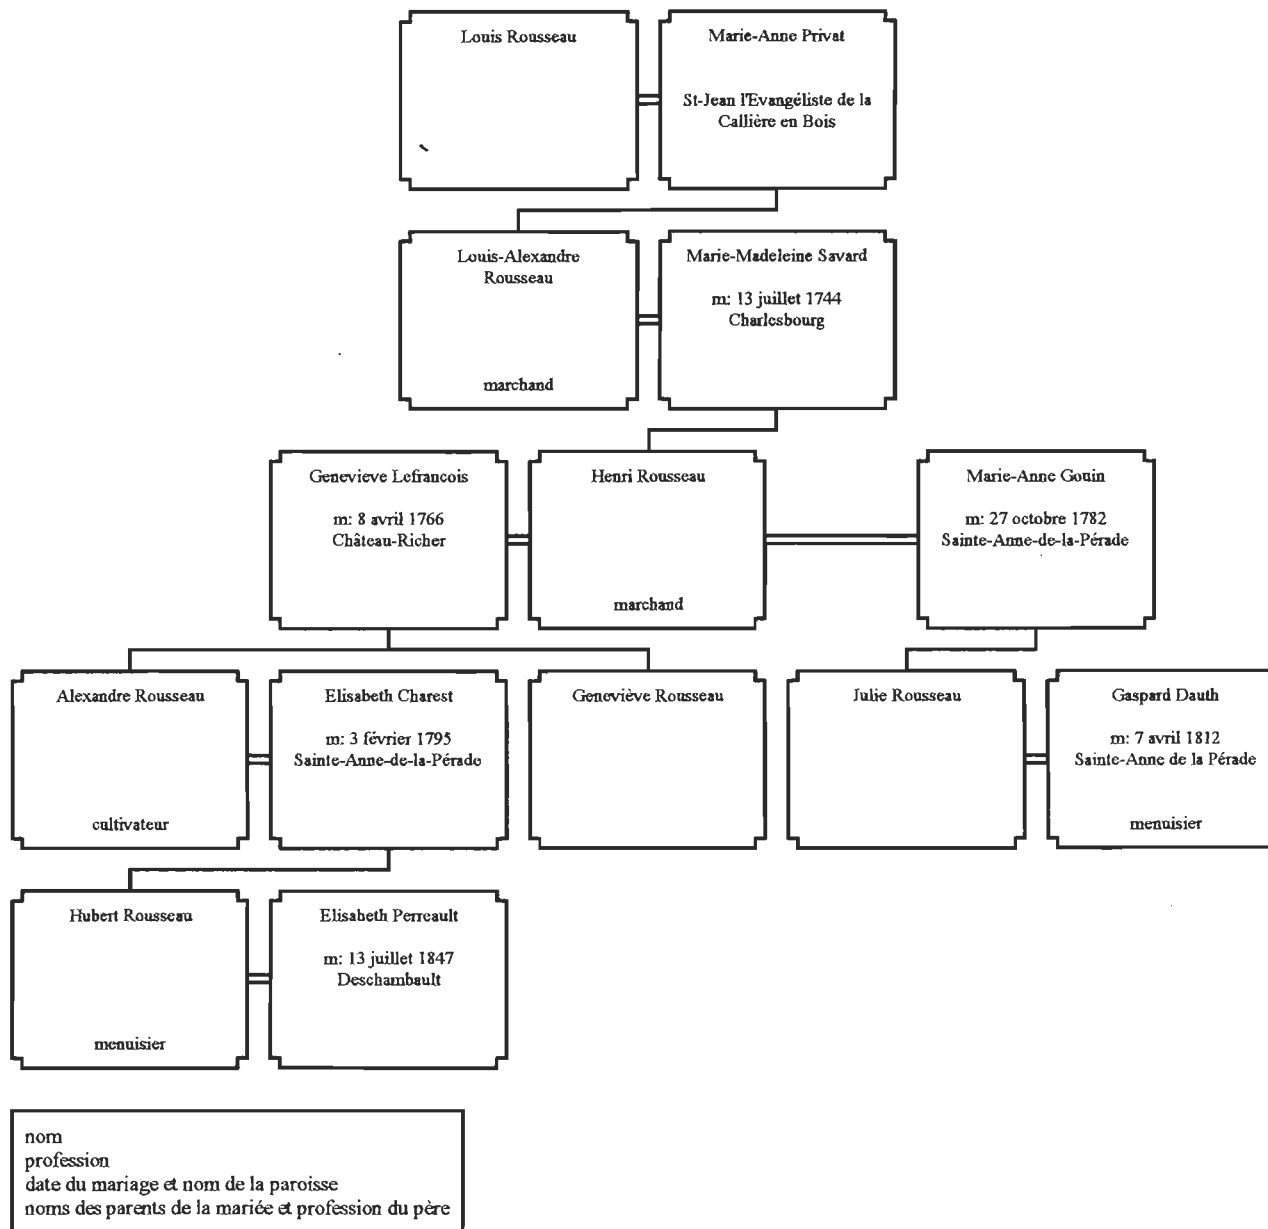 Louis Rousseau
Marie-Anne Privat
St-Jean l'Evangéliste de la
Callière en Bois
Louis-Alexandre
Rousseau
marchand
Marie-Madeleine Savard
m: 13 juillet 1744
Charlesbourg
Genevieve Lefrancois
m: 8 avril 1766
Château-Richer
Henri Rousseau
marchand
Marie-Anne Gouin
m: 27 octobre 1782
Sainte-Anne-de-la-Pérade
Alexandre Rousseau
cultivateur
Elisabeth Charest
m: 3 février 1795
Sainte-Anne-de-la-Pérade
Geneviève Rousseau
Julie Rousseau
Gaspard Dauth
m: 7 avril 1812
Sainte-Anne de la Pérade
menuisier
Hubert Rousseau
menuisier
Elisabeth Perreault
m: 13 juillet 1847
Deschambault
nom
profession
date du mariage et nom de la paroisse
noms des parents de la mariée et profession du père